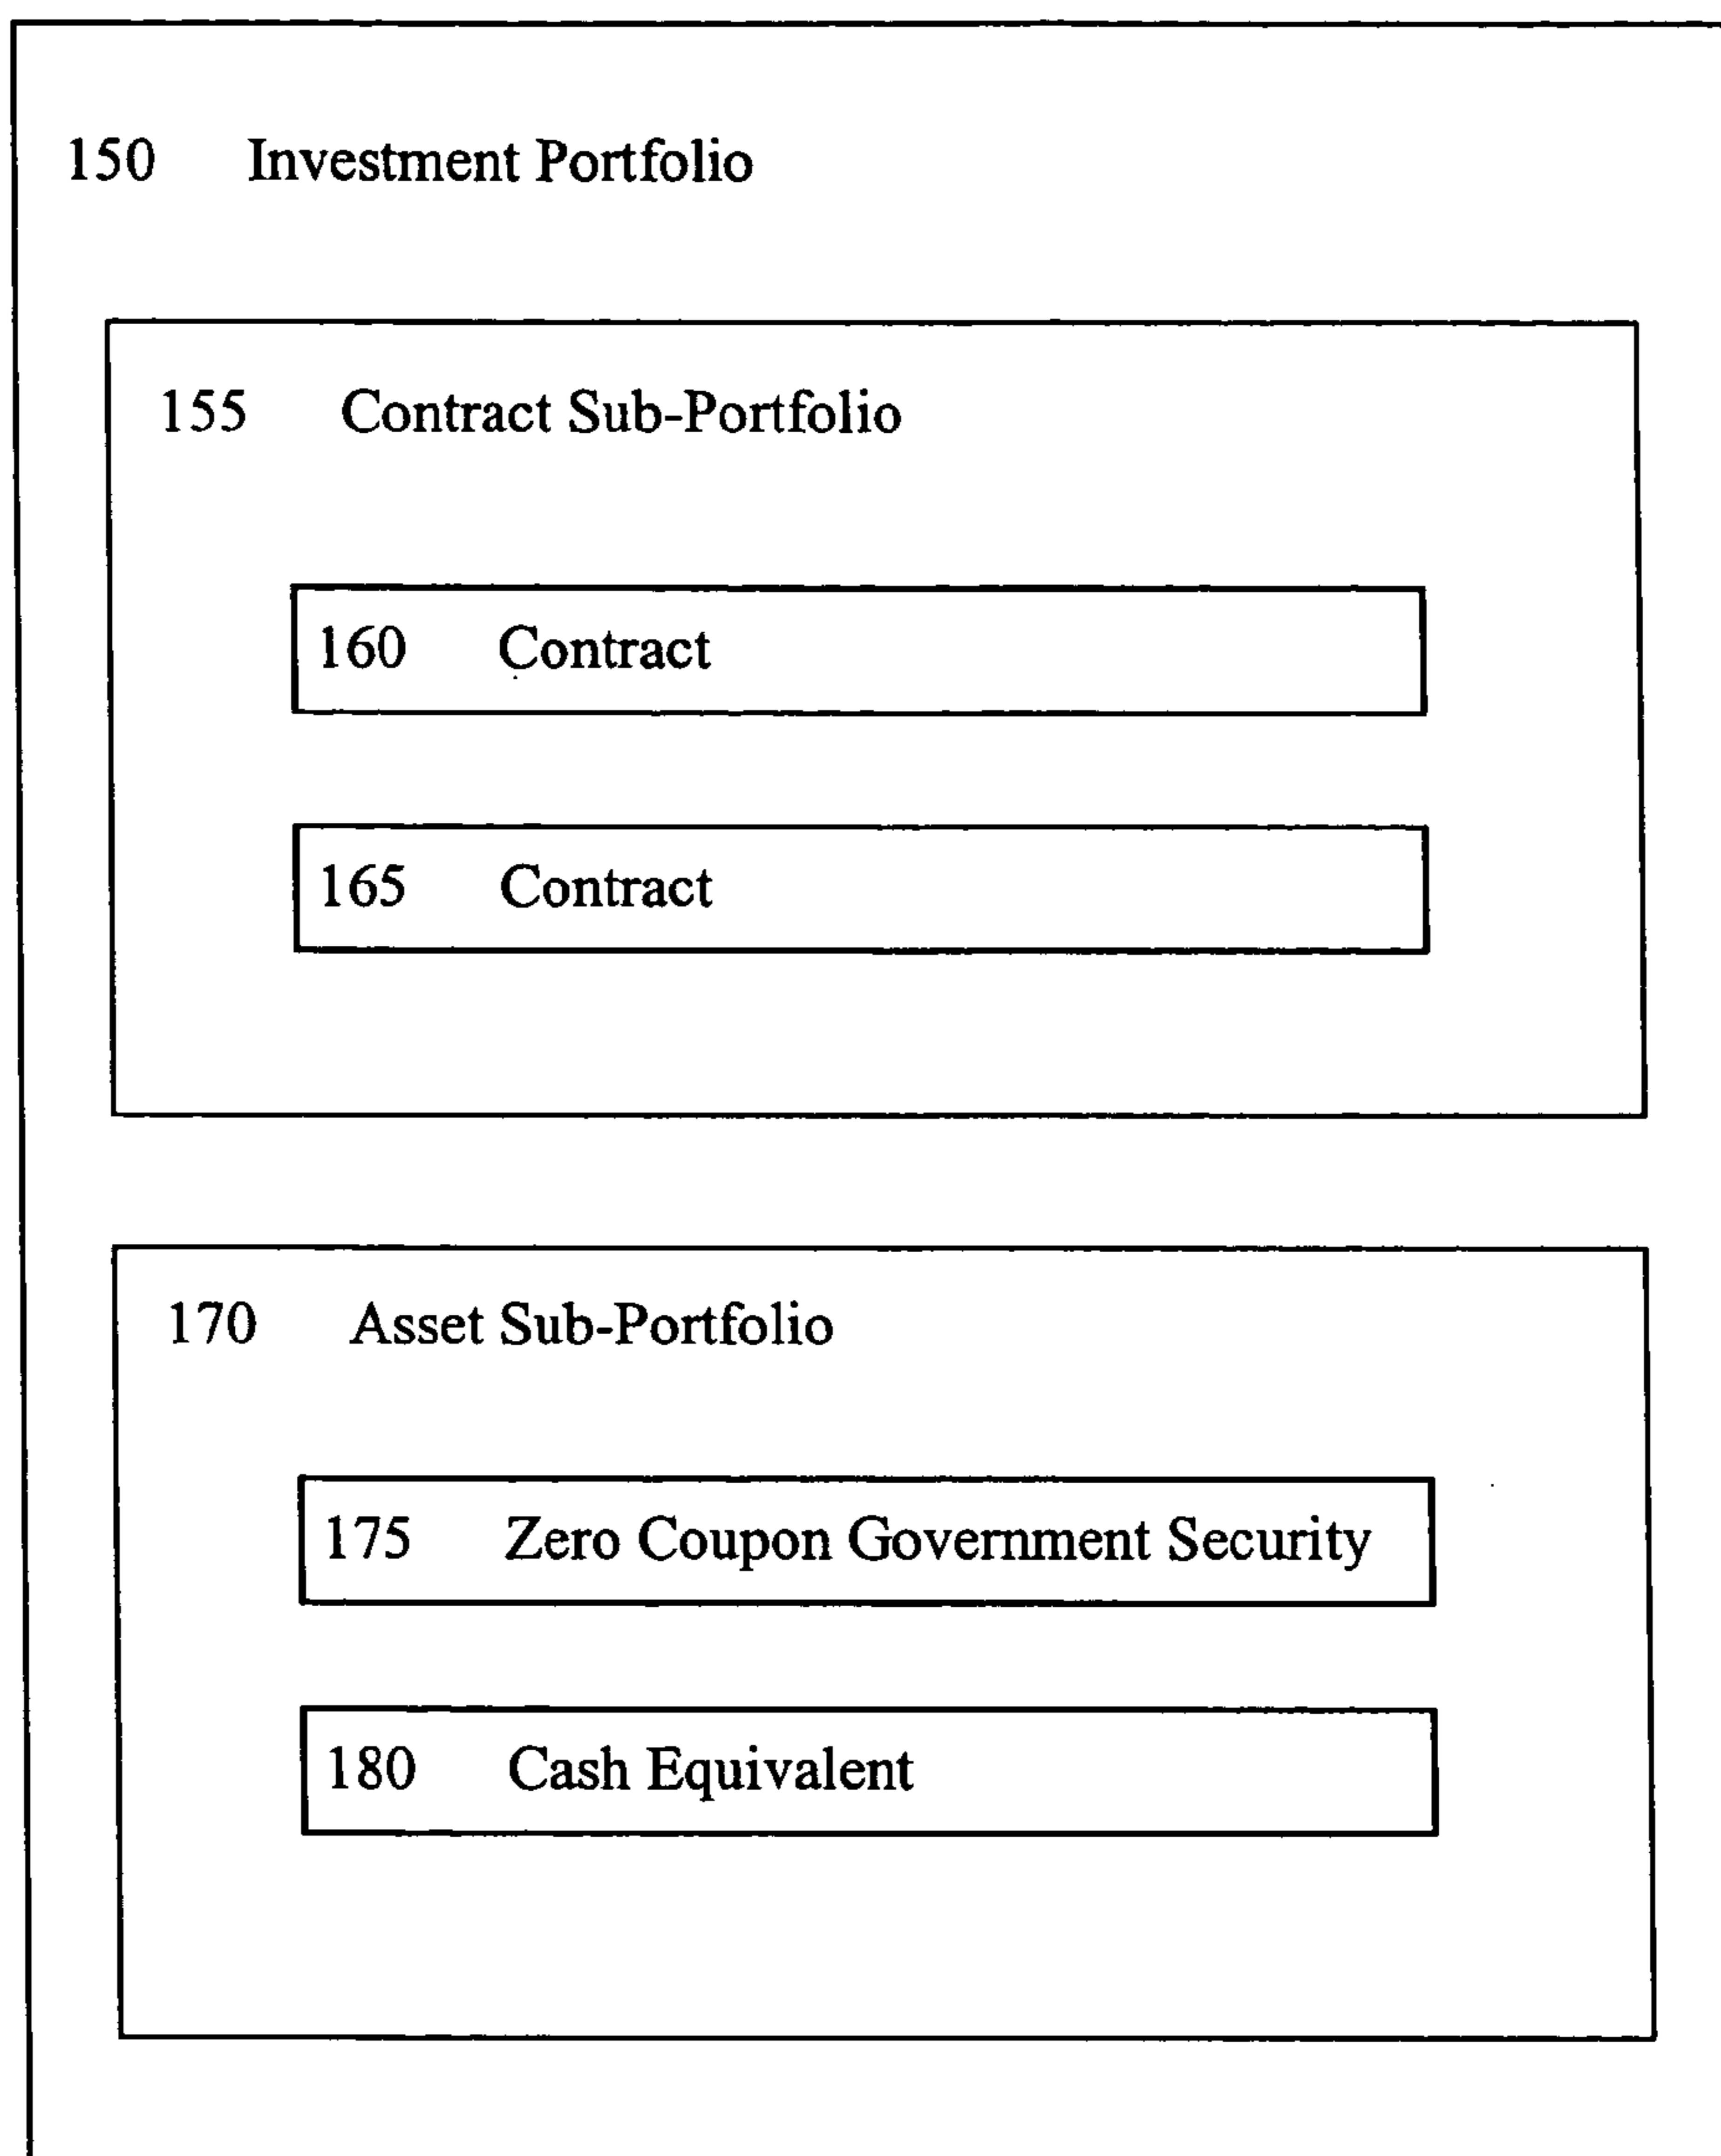 150 Investment Portfolio
155 Contract Sub-Portfolio
160 Contract
165 Contract
170 Asset Sub-Portfolio
175 Zero Coupon Government Security
180 Cash Equivalent